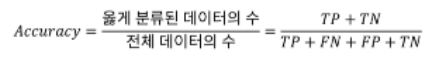 Accuracy = 옳게 분류된 데이터의 수 / 전체 데이터의 수 = TP + TN / TP + FN + FP + TN